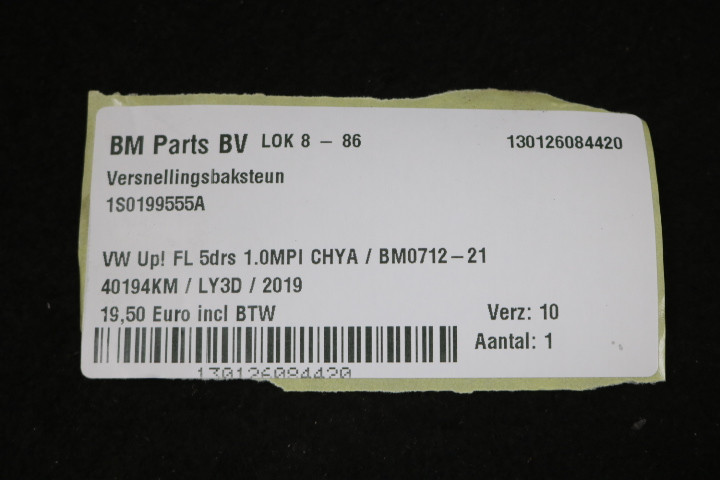 BM Parts BV LOK 8 - 86 130126084420
Versnellingsbaksteun
1S0199555A
VW Up! FL 5drs 1.0MPI CHYA / BM0712-21
40194KM / LY3D / 2019
19,50 Euro incl BTW Verz: 10
Aantal: 1
130126084420